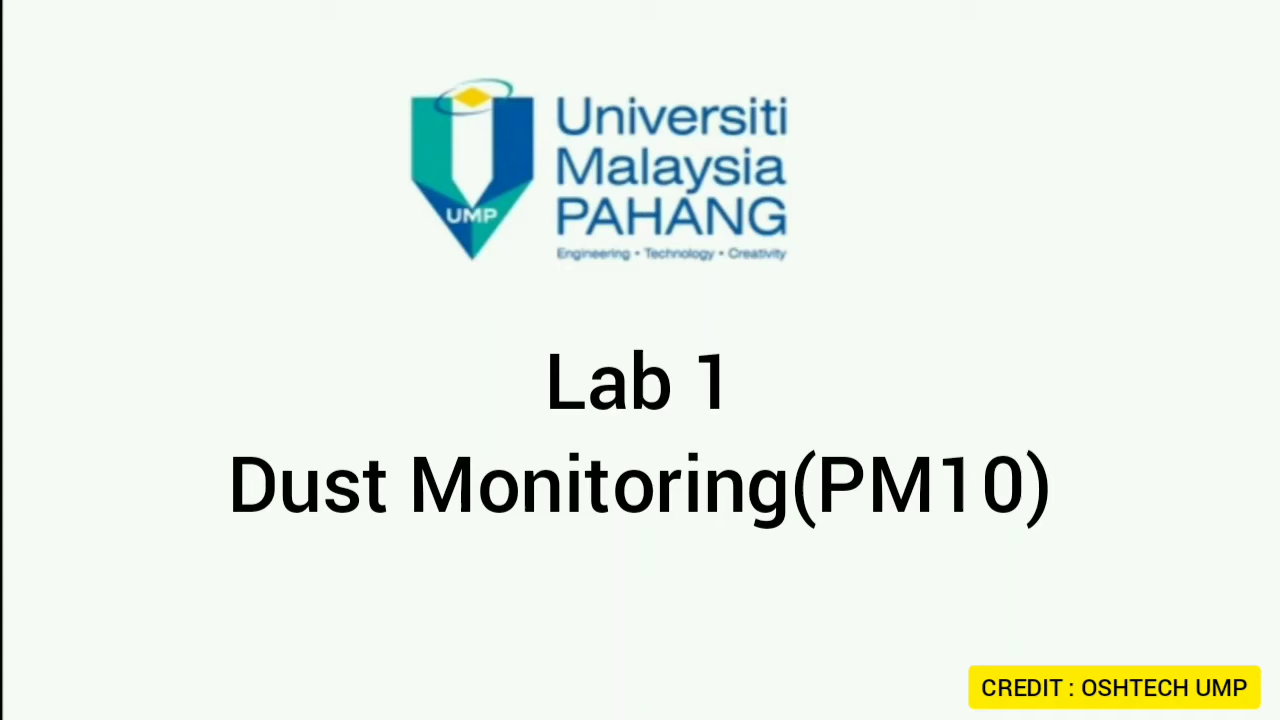 UMP
Universiti
Malaysia
PAHANG
Engineering • Technology • Creativity
Lab 1
Dust Monitoring(PM10)
CREDIT : OSHTECH UMP